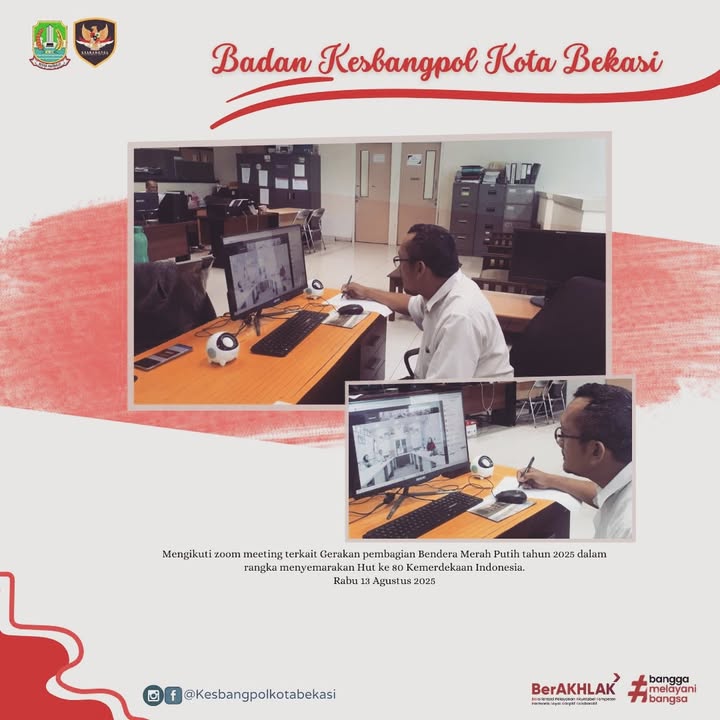 Badan Kesbangpol Kota Bekasi
Mengikuti zoom meeting terkait Gerakan pembagian Bendera Merah Putih tahun 2025 dalam
rangka menyemarakan Hut ke 80 Kemerdekaan Indonesia.
Rabu 13 Agustus 2025
@Kesbangpolkotabekasi
BerAKHLAK
#bangga
melayani
bangsa